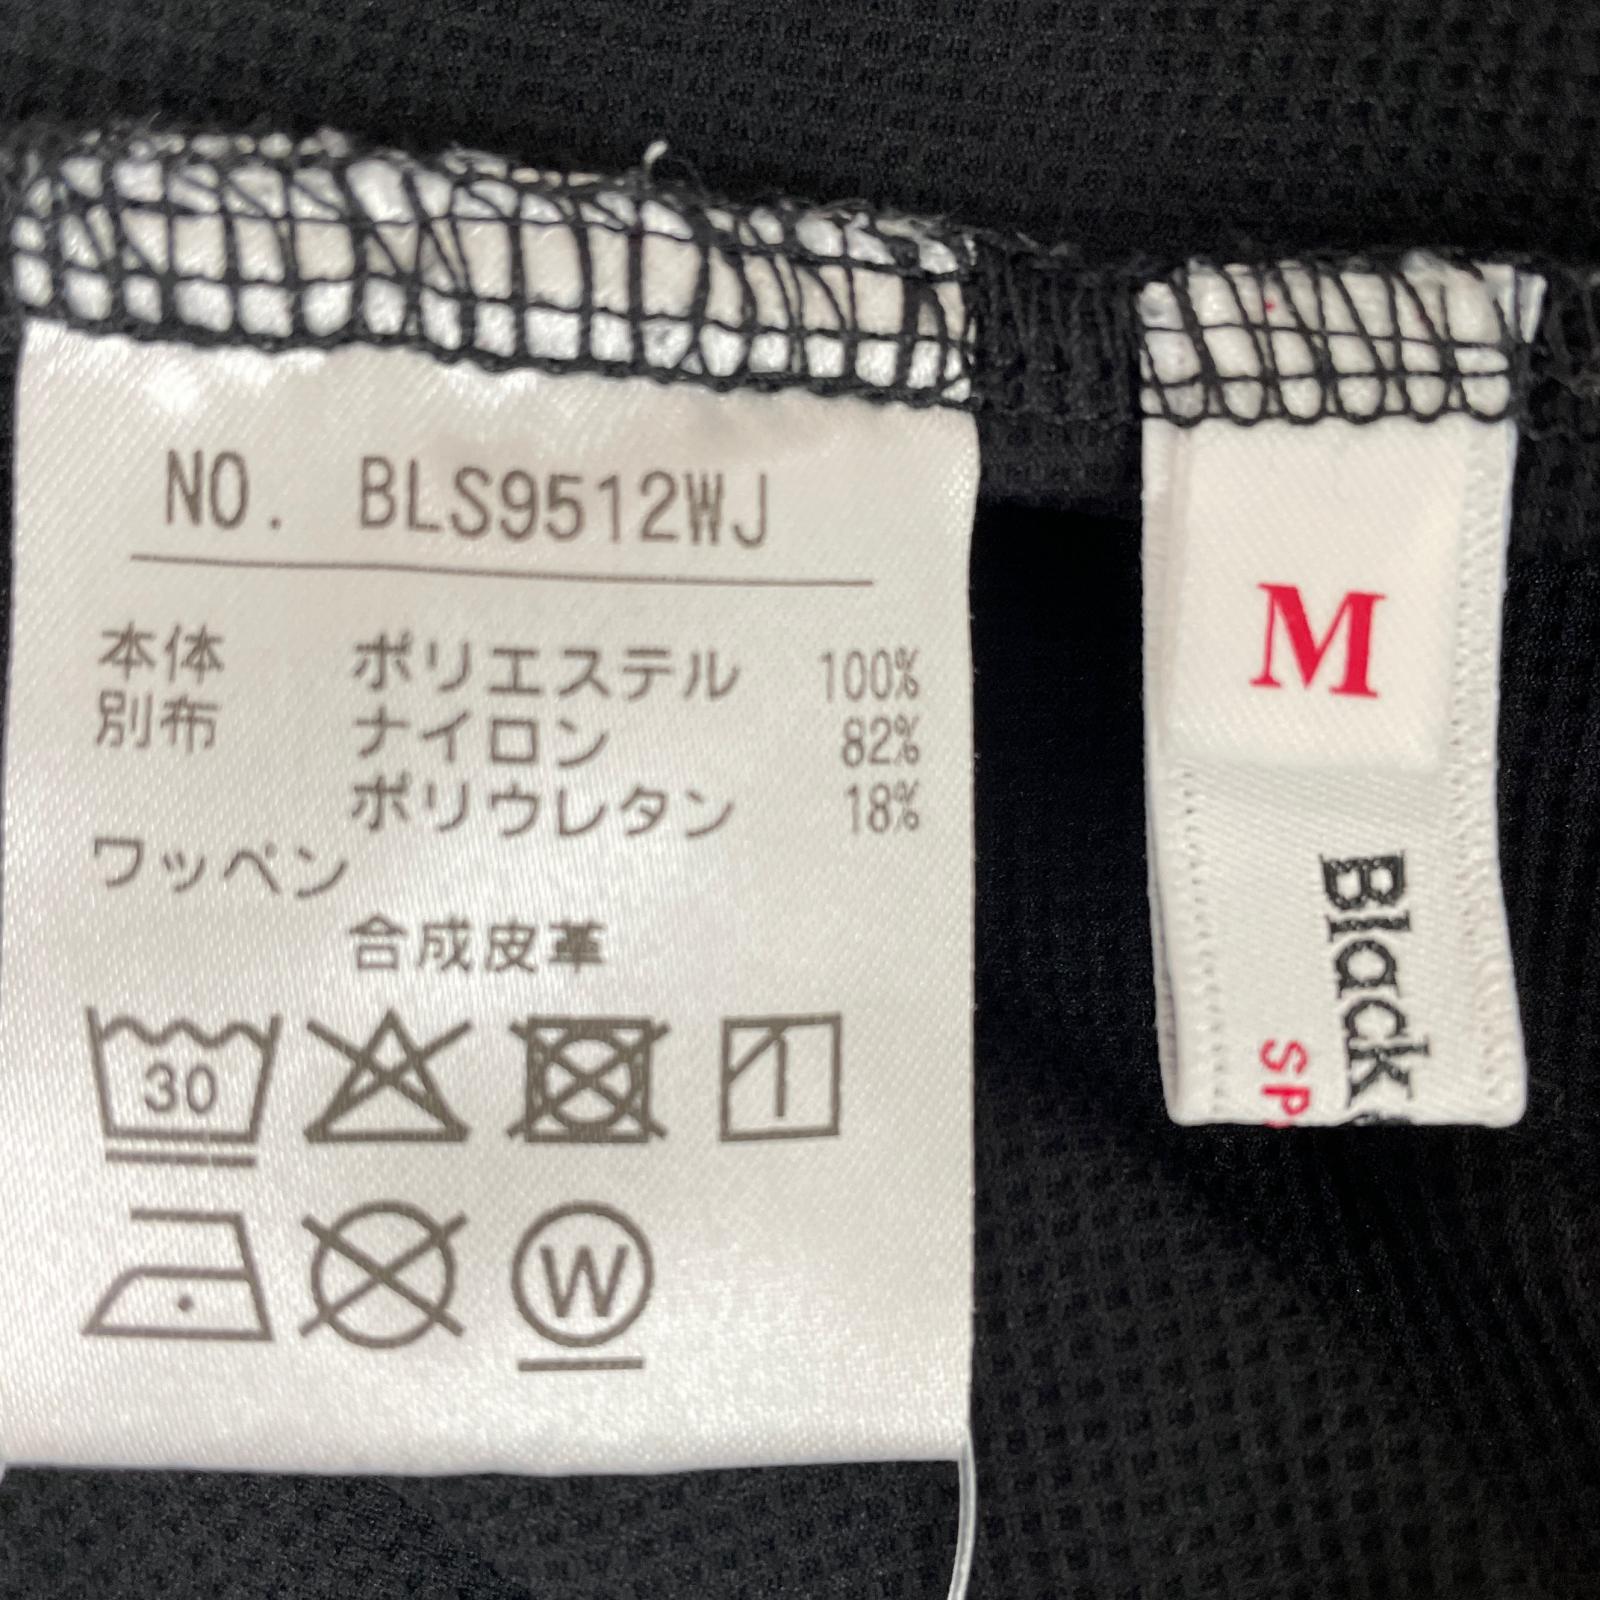 NO. BLS9512WJ
本体 ポリエステル 100%
別布 ナイロン 82%
ポリウレタン 18%
ワッペン
合成皮革
30
W
M
Black
SP